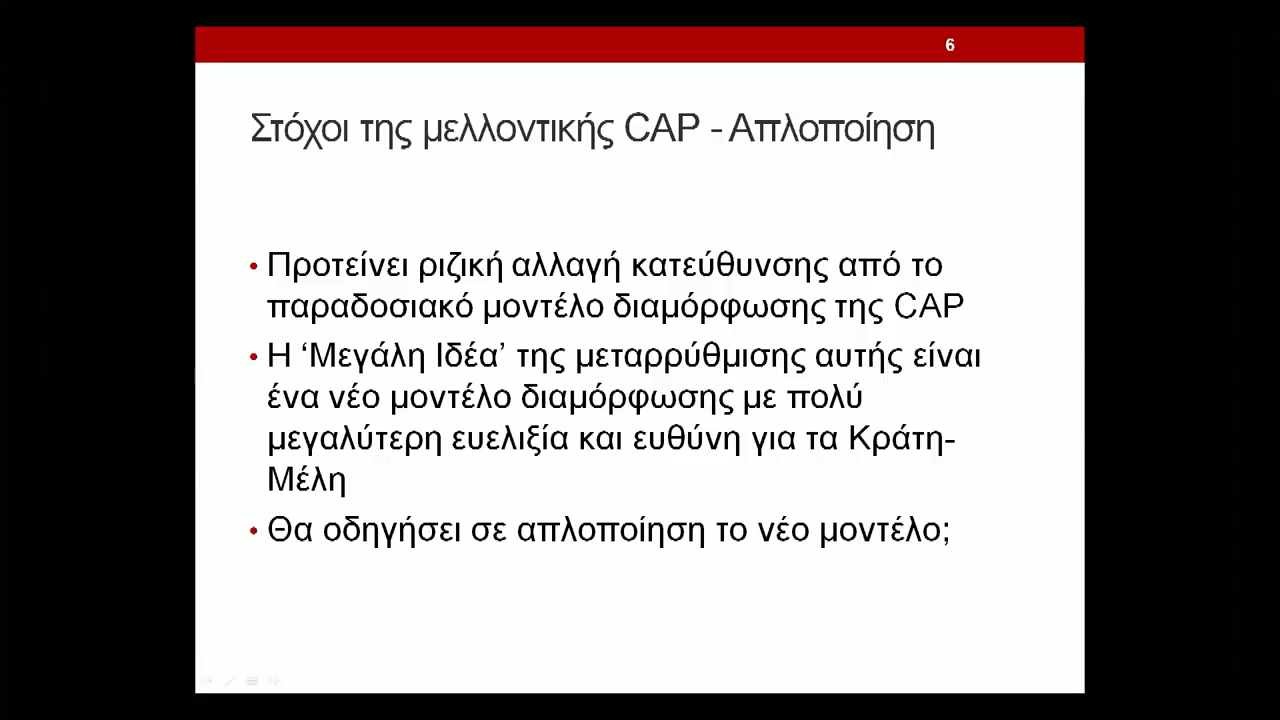 6
Στόχοι της μελλοντικής CAP - Απλοποίηση
• Προτείνει ριζική αλλαγή κατεύθυνσης από το
παραδοσιακό μοντέλο διαμόρφωσης της CAP
• Η ‘Μεγάλη Ιδέα’ της μεταρρύθμισης αυτής είναι
ένα νέο μοντέλο διαμόρφωσης με πολύ
μεγαλύτερη ευελιξία και ευθύνη για τα Κράτη-
Μέλη
• Θα οδηγήσει σε απλοποίηση το νέο μοντέλο;